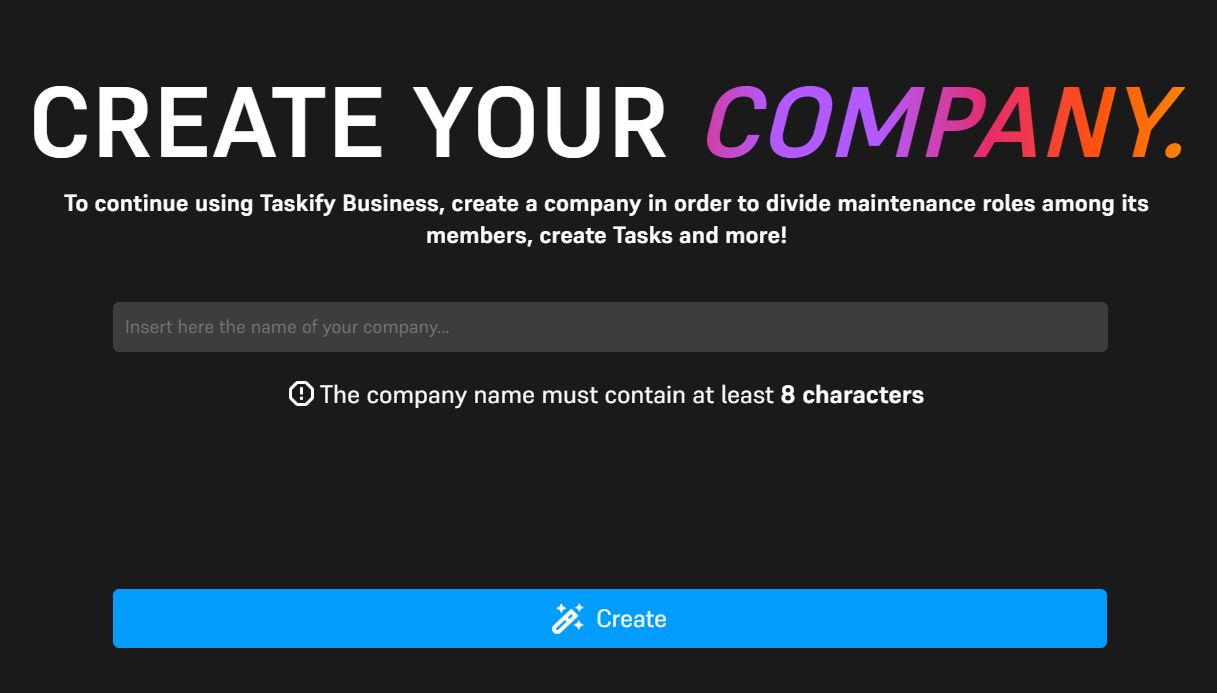 CREATE YOUR COMPANY.
To continue using Taskify Business, create a company in order to divide maintenance roles among its
members, create Tasks and more!
Insert here the name of your company...
The company name must contain at least 8 characters
Create